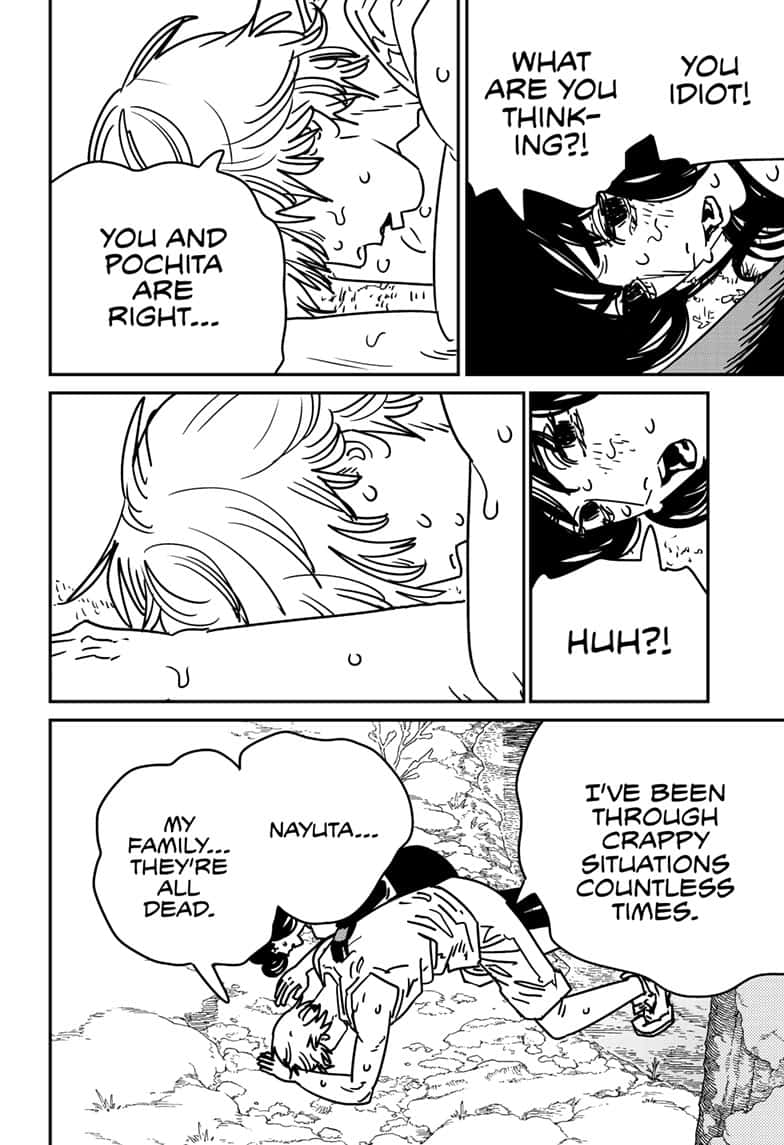 YOU
IDIOT!
WHAT
ARE YOU
THINK-
ING?!
YOU AND
POCHITA
ARE
RIGHT...
HUH?!
I'VE BEEN
THROUGH
CRAPPY
SITUATIONS
COUNTLESS
TIMES.
NAYUTA...
MY
FAMILY...
THEY'RE
ALL
DEAD.